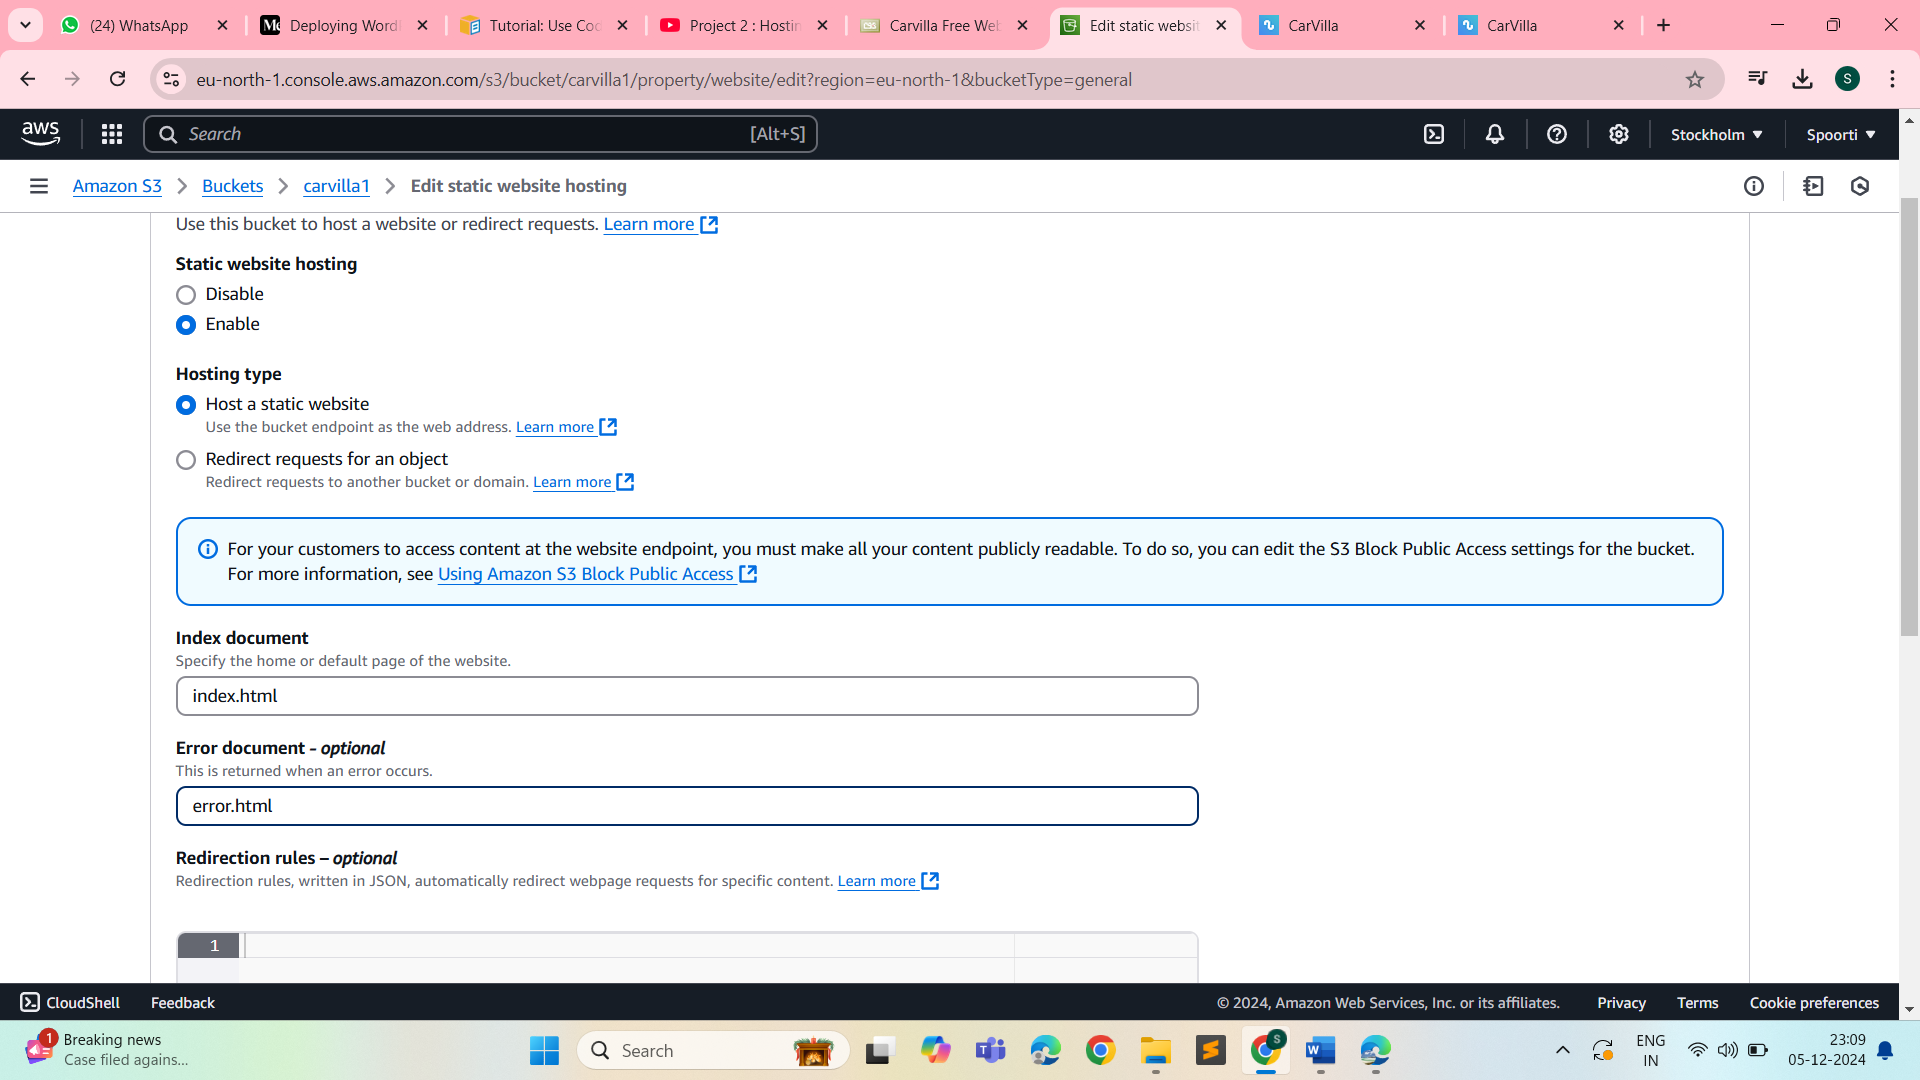 (24) WhatsApp
Deploying Word
Tutorial: Use Coc
Project 2 : Hostin
Carvilla Free Web
Edit static websit
CarVilla
CarVilla
eu-north-1.console.aws.amazon.com/s3/bucket/carvilla1/property/website/edit?region=eu-north-1&bucketType=general
S
aws
Search
[Alt+S]
Stockholm
Spoorti
Amazon S3
Buckets
carvilla1
Edit static website hosting
Use this bucket to host a website or redirect requests. Learn more
Static website hosting
Disable
Enable
Hosting type
Host a static website
Use the bucket endpoint as the web address. Learn more
Redirect requests for an object
Redirect requests to another bucket or domain. Learn more
For your customers to access content at the website endpoint, you must make all your content publicly readable. To do so, you can edit the S3 Block Public Access settings for the bucket.
For more information, see Using Amazon S3 Block Public Access
Index document
Specify the home or default page of the website.
index.html
Error document - optional
This is returned when an error occurs.
error.html
Redirection rules – optional
Redirection rules, written in JSON, automatically redirect webpage requests for specific content. Learn more
1
CloudShell
Feedback
© 2024, Amazon Web Services, Inc. or its affiliates.
Privacy
Terms
Cookie preferences
1
Breaking news
Case filed agains...
Search
S
ENG
IN
23:09
05-12-2024